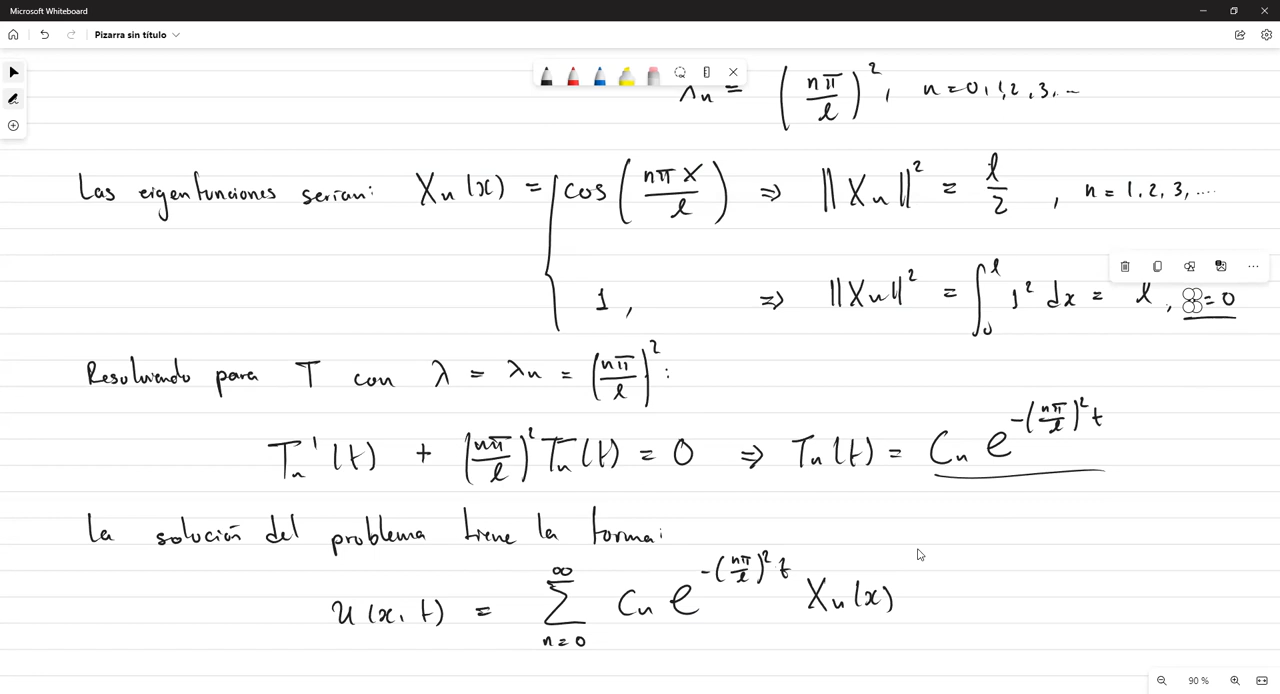 Microsoft Whiteboard
Pizarra sin título
λn = (nπ/l)², n=0,1,2,3,...
Las eigenfunciones serían: Xn(x) = { cos(nπx/l) ⇒ ||Xn||² = l/2, n=1,2,3,....
1, ⇒ ||Xn||² = ∫₀ˡ 1² dx = l, =0
Resolviendo para T con λ = λn = (nπ/l)²:
Tn'(t) + (nπ/l)² Tn(t) = 0 ⇒ Tn(t) = Cn e^{-(nπ/l)² t}
La solución del problema tiene la forma:
u(x,t) = ∑_{n=0}^{∞} Cn e^{-(nπ/l)² t} Xn(x)
90 %